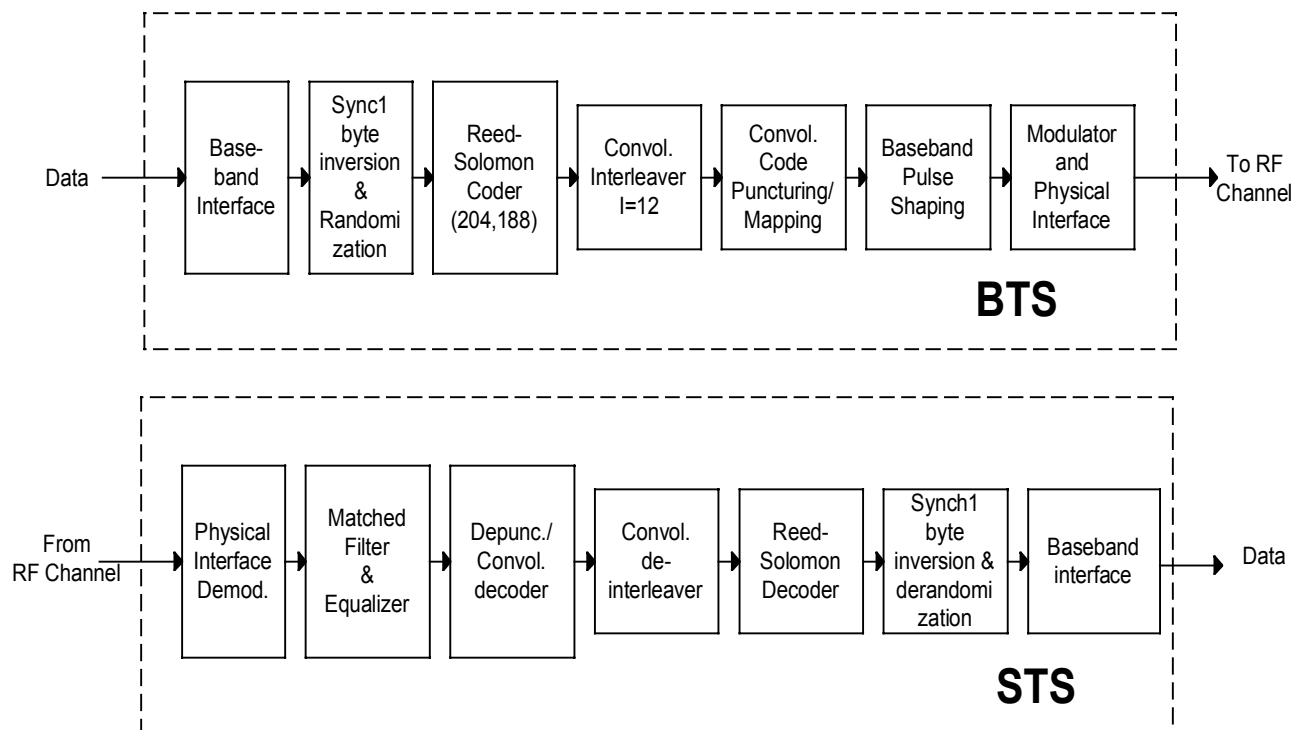 Data
Base-
band
Interface
Sync1
byte
inversion
&
Randomi
zation
Reed-
Solomon
Coder
(204,188)
Convol.
Interleaver
I=12
Convol.
Code
Puncturing/
Mapping
Baseband
Pulse
Shaping
Modulator
and
Physical
Interface
To RF
Channel
BTS
From
RF Channel
Physical
Interface
Demod.
Matched
Filter
&
Equalizer
Depunc./
Convol.
decoder
Convol.
de-
interleaver
Reed-
Solomon
Decoder
Synch1
byte
inversion &
derandomi
zation
Baseband
interface
Data
STS